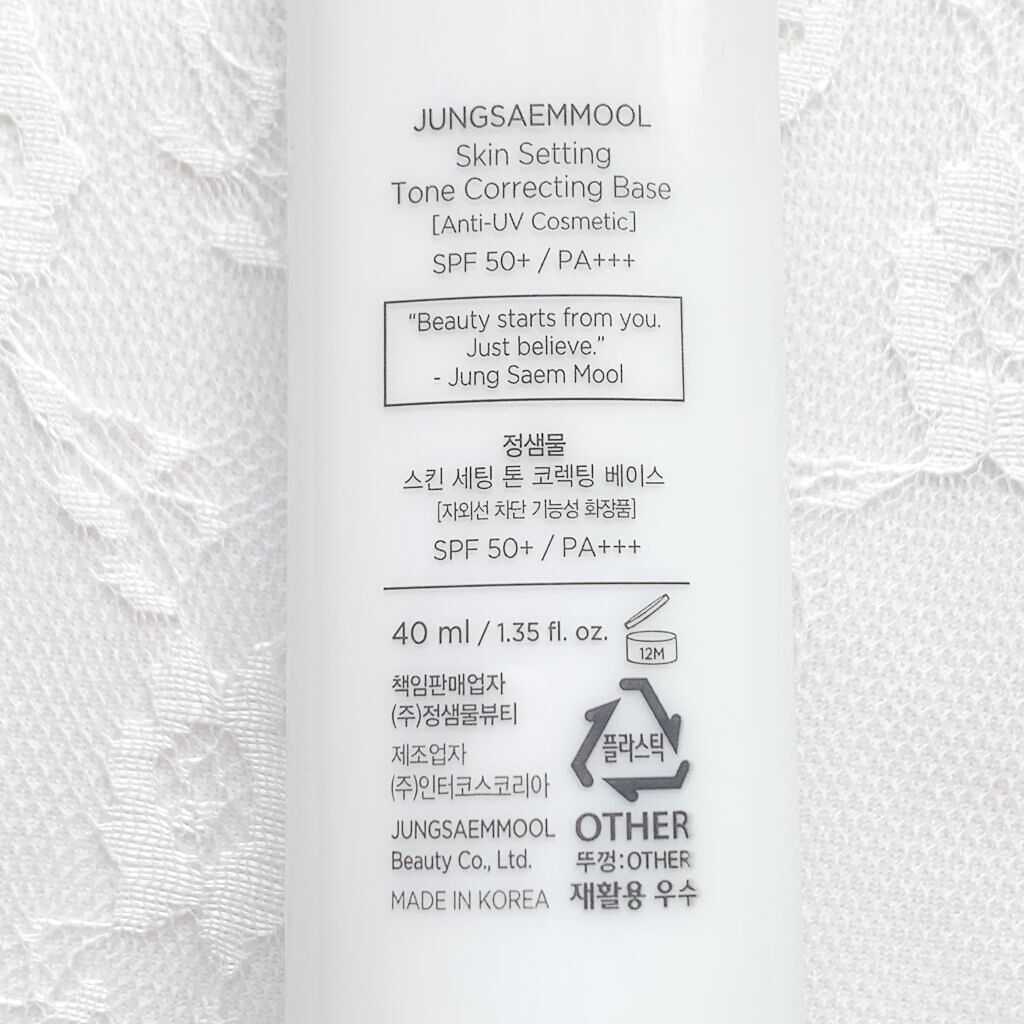 JUNGSAEMMOOL
Skin Setting
Tone Correcting Base
[Anti-UV Cosmetic]
SPF 50+ / PA+++
“Beauty starts from you.
Just believe.”
- Jung Saem Mool
정샘물
스킨 세팅 톤 코렉팅 베이스
[자외선 차단 기능성 화장품]
SPF 50+ / PA+++
40 ml / 1.35 fl. oz.
12M
책임판매업자
(주)정샘물뷰티
제조업자
(주)인터코스코리아
JUNGSAEMMOOL
Beauty Co., Ltd.
MADE IN KOREA
플라스틱
OTHER
뚜껑:OTHER
재활용 우수